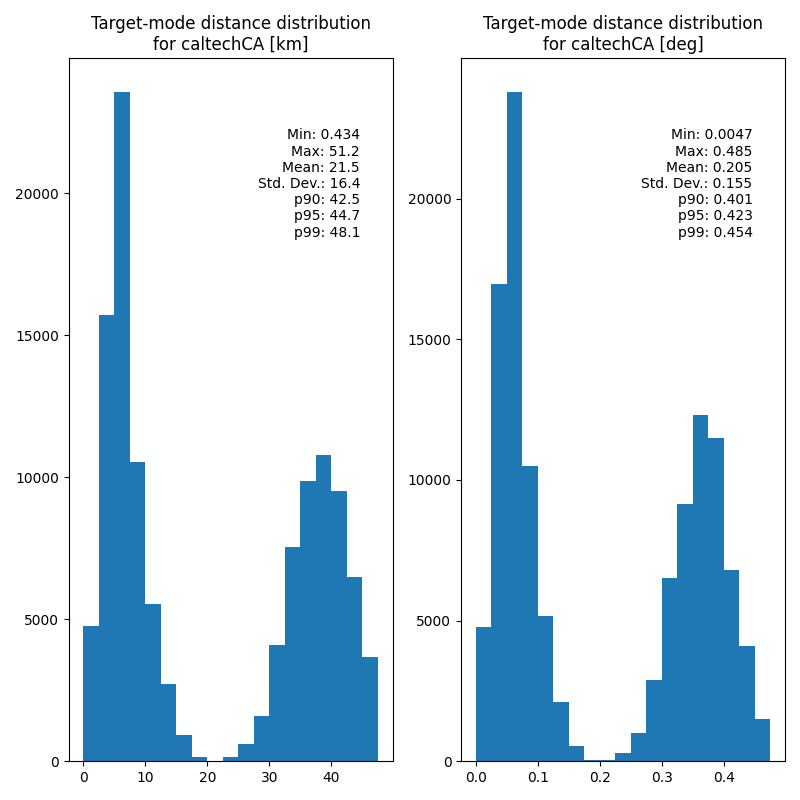 Target-mode distance distribution
for caltechCA [km]
Min: 0.434
Max: 51.2
Mean: 21.5
Std. Dev.: 16.4
p90: 42.5
p95: 44.7
p99: 48.1
20000
15000
10000
5000
0
0 10 20 30 40
Target-mode distance distribution
for caltechCA [deg]
Min: 0.0047
Max: 0.485
Mean: 0.205
Std. Dev.: 0.155
p90: 0.401
p95: 0.423
p99: 0.454
20000
15000
10000
5000
0
0.0 0.1 0.2 0.3 0.4